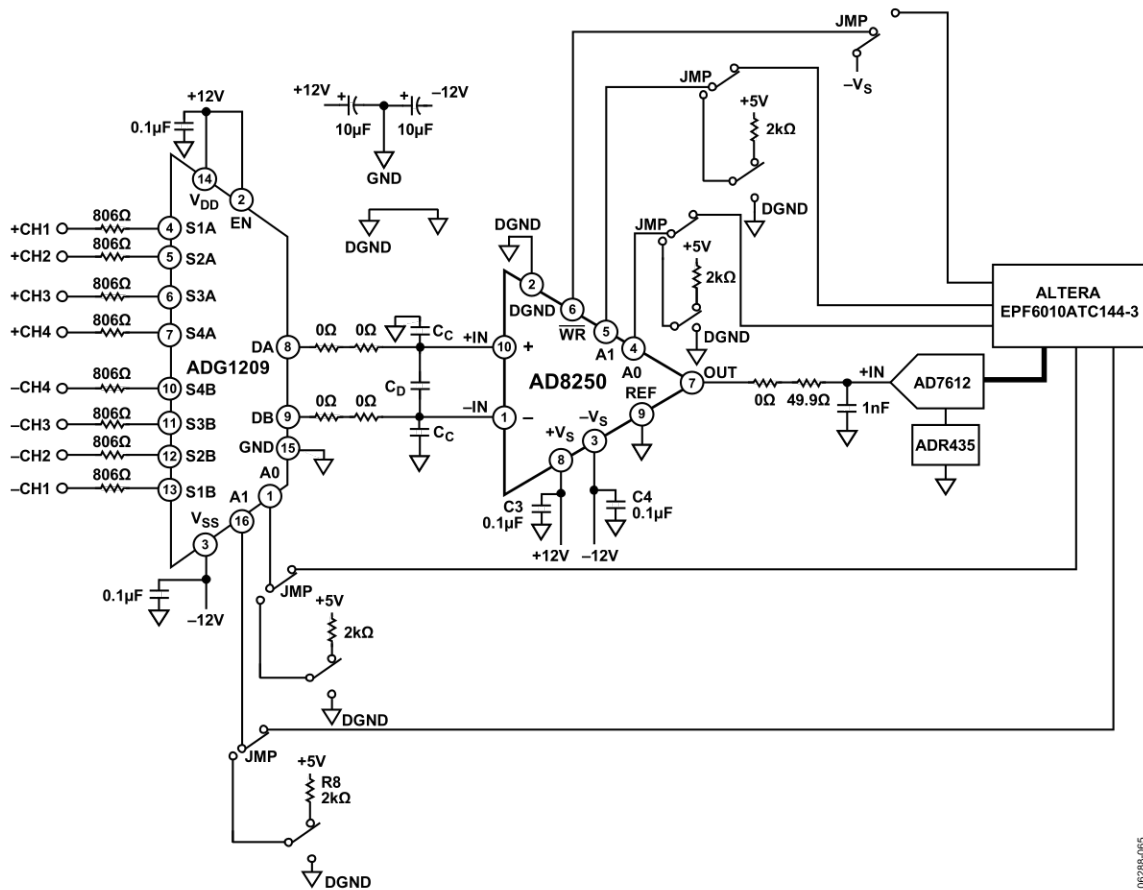 JMP
–VS
JMP
+5V
2kΩ
DGND
+12V
0.1µF
+12V
+
10µF
+
10µF
–12V
GND
DGND
14
VDD
2
EN
+CH1
806Ω
4
S1A
+CH2
806Ω
5
S2A
+CH3
806Ω
6
S3A
+CH4
806Ω
7
S4A
–CH4
806Ω
10
S4B
–CH3
806Ω
11
S3B
–CH2
806Ω
12
S2B
–CH1
806Ω
13
S1B
ADG1209
DA
8
DB
9
GND
15
A0
1
A1
16
VSS
3
0.1µF
–12V
0Ω
0Ω
0Ω
0Ω
CC
CD
CC
+IN
–IN
DGND
2
DGND
6
WR
5
A1
4
A0
10
+
1
–
AD8250
7
OUT
REF
9
–VS
3
+VS
8
C3
0.1µF
+12V
–12V
C4
0.1µF
JMP
+5V
2kΩ
DGND
0Ω
49.9Ω
+IN
1nF
AD7612
ADR435
ALTERA
EPF6010ATC144-3
JMP
+5V
2kΩ
DGND
JMP
+5V
R8
2kΩ
DGND
06288-065